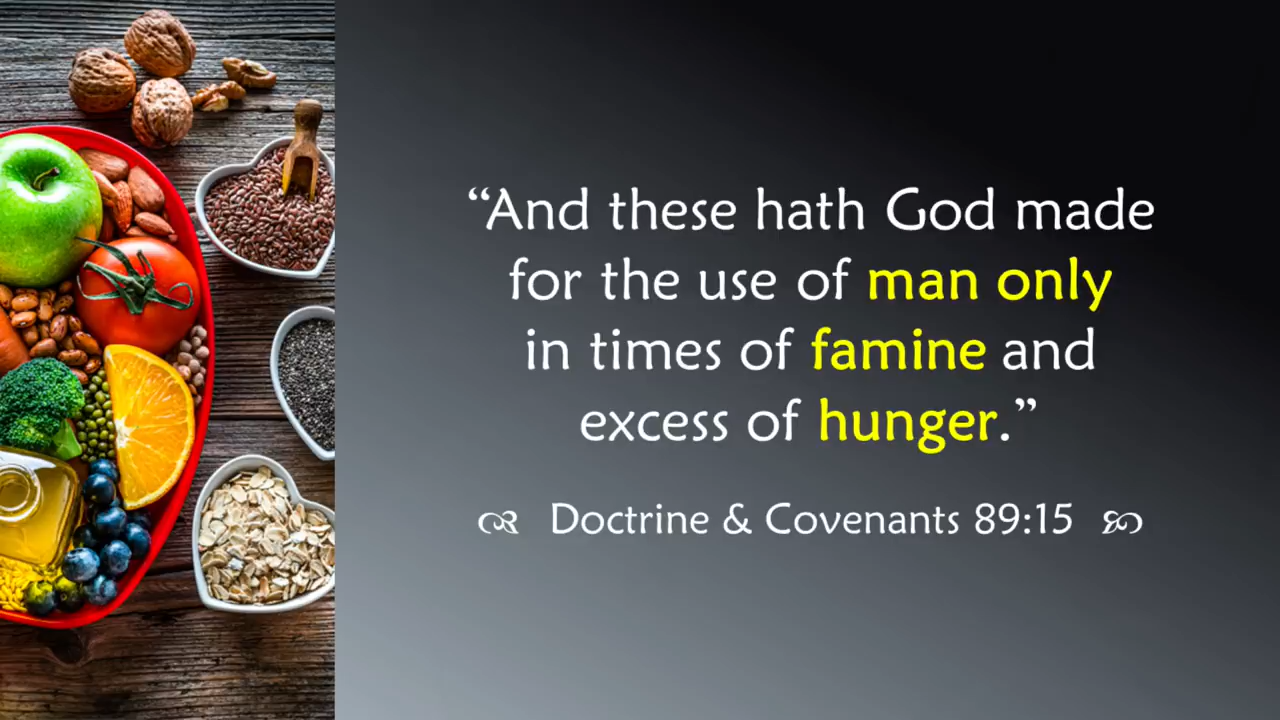 “And these hath God made
for the use of man only
in times of famine and
excess of hunger.”
Doctrine & Covenants 89:15